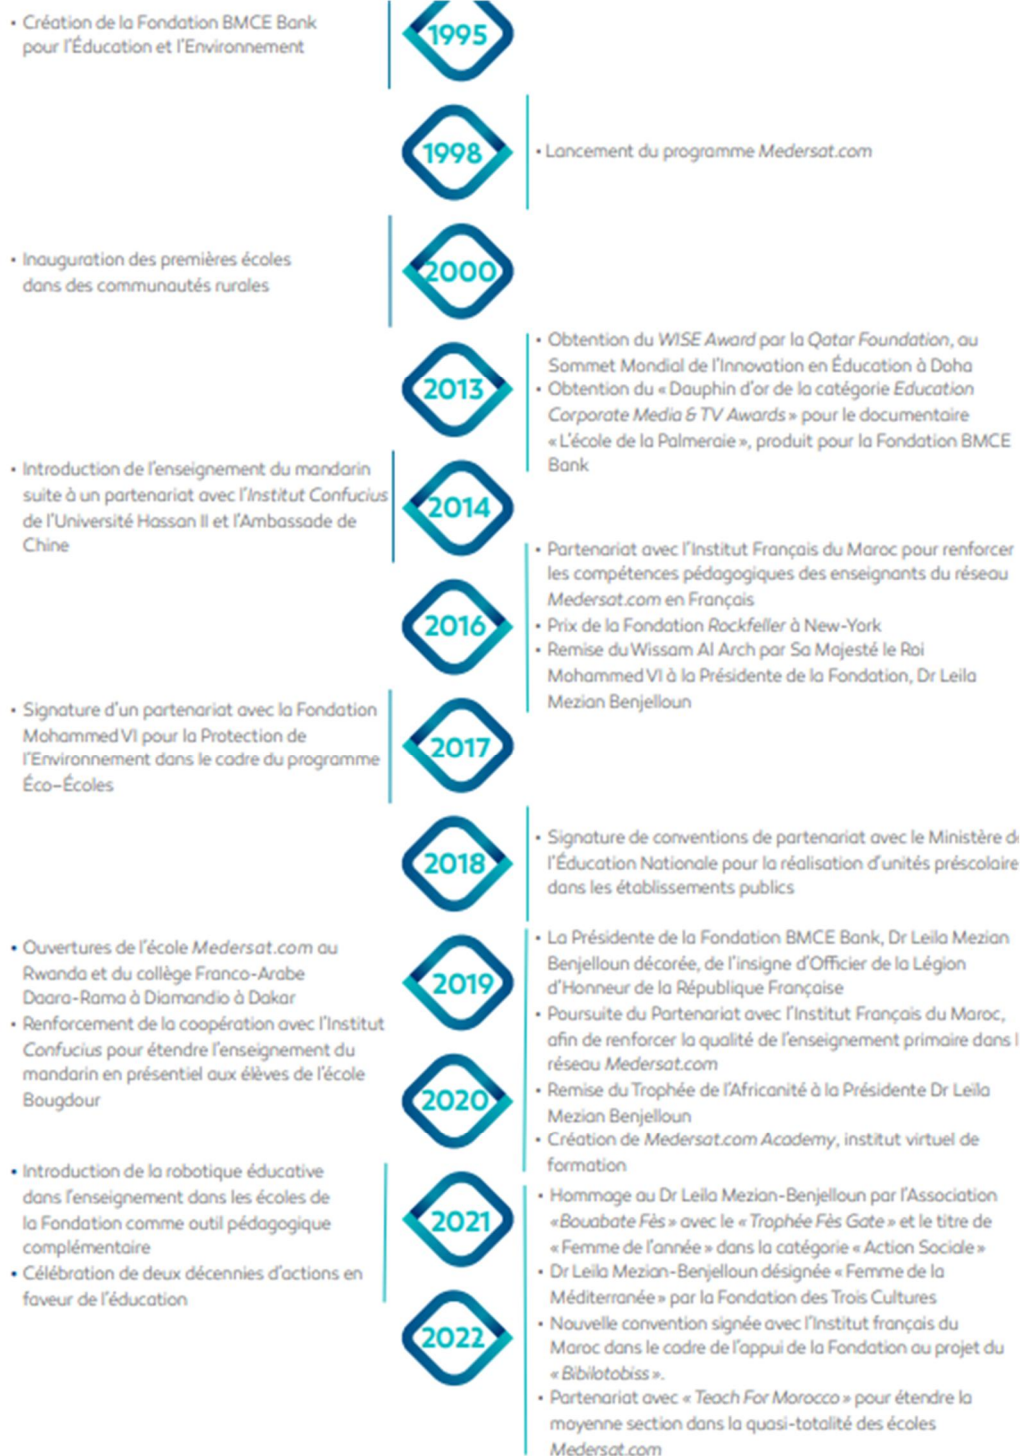 • Création de la Fondation BMCE Bank
pour l'Éducation et l'Environnement
1995
1998
• Lancement du programme Medersat.com
• Inauguration des premières écoles
dans des communautés rurales
2000
2013
• Obtention du WISE Award par la Qatar Foundation, au
Sommet Mondial de l'Innovation en Éducation à Doha
• Obtention du « Dauphin d'or de la catégorie Education
Corporate Media & TV Awards » pour le documentaire
« L'école de la Palmeraie », produit pour la Fondation BMCE
Bank
• Introduction de l'enseignement du mandarin
suite à un partenariat avec l'Institut Confucius
de l'Université Hassan II et l'Ambassade de
Chine
2014
2016
• Partenariat avec l'Institut Français du Maroc pour renforcer
les compétences pédagogiques des enseignants du réseau
Medersat.com en Français
• Prix de la Fondation Rockfeller à New-York
• Remise du Wissam Al Arch par Sa Majesté le Roi
Mohammed VI à la Présidente de la Fondation, Dr Leila
Mezian Benjelloun
• Signature d'un partenariat avec la Fondation
Mohammed VI pour la Protection de
l'Environnement dans le cadre du programme
Éco–Écoles
2017
2018
• Signature de conventions de partenariat avec le Ministère d
l'Éducation Nationale pour la réalisation d'unités préscolaire
dans les établissements publics
• Ouvertures de l'école Medersat.com au
Rwanda et du collège Franco-Arabe
Daara-Rama à Diamandio à Dakar
• Renforcement de la coopération avec l'Institut
Confucius pour étendre l'enseignement du
mandarin en présentiel aux élèves de l'école
Bougdour
2019
2020
• La Présidente de la Fondation BMCE Bank, Dr Leila Mezian
Benjelloun décorée, de l'insigne d'Officier de la Légion
d'Honneur de la République Française
• Poursuite du Partenariat avec l'Institut Français du Maroc,
afin de renforcer la qualité de l'enseignement primaire dans l
réseau Medersat.com
• Remise du Trophée de l'Africanité à la Présidente Dr Leïla
Mezian Benjelloun
• Création de Medersat.com Academy, institut virtuel de
formation
• Introduction de la robotique éducative
dans l'enseignement dans les écoles de
la Fondation comme outil pédagogique
complémentaire
• Célébration de deux décennies d'actions en
faveur de l'éducation
2021
2022
• Hommage au Dr Leila Mezian-Benjelloun par l'Association
« Bouabate Fès » avec le « Trophée Fès Gate » et le titre de
« Femme de l'année » dans la catégorie « Action Sociale »
• Dr Leila Mezian-Benjelloun désignée « Femme de la
Méditerranée » par la Fondation des Trois Cultures
• Nouvelle convention signée avec l'Institut français du
Maroc dans le cadre de l'appui de la Fondation au projet du
« Bibilotobiss ».
• Partenariat avec « Teach For Morocco » pour étendre la
moyenne section dans la quasi-totalité des écoles
Medersat.com